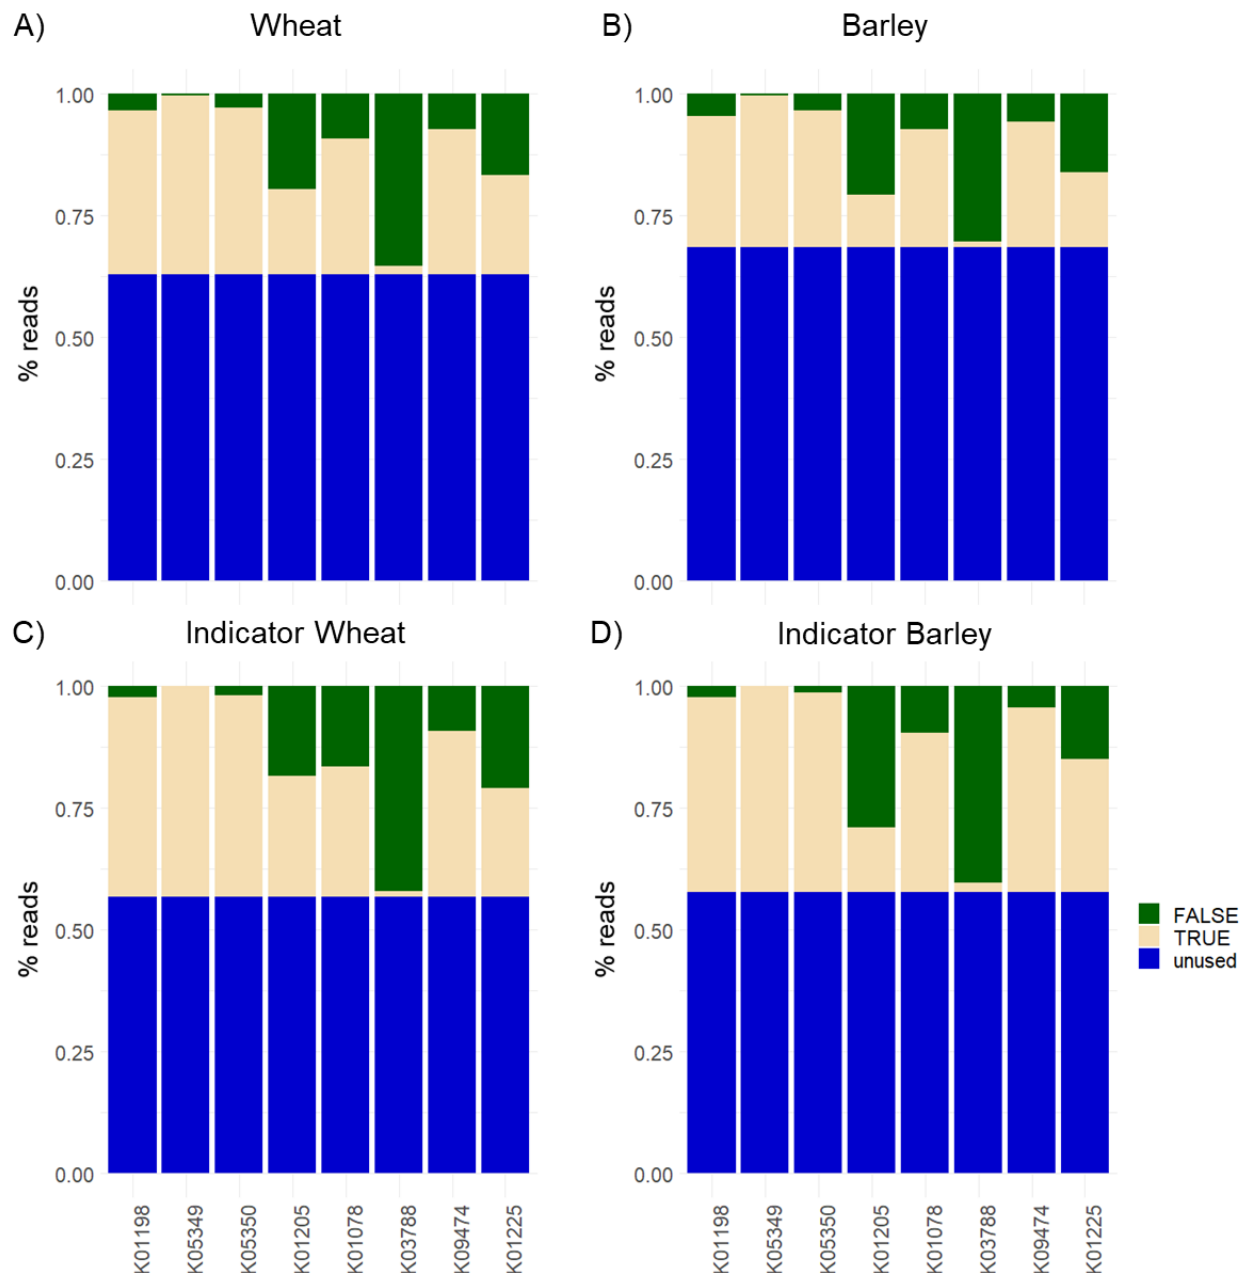 A) Wheat
B) Barley
1.00
0.75
0.50
0.25
0.00
% reads
1.00
0.75
0.50
0.25
0.00
% reads
C) Indicator Wheat
D) Indicator Barley
1.00
0.75
0.50
0.25
0.00
% reads
1.00
0.75
0.50
0.25
0.00
% reads
FALSE
TRUE
unused
K01198
K05349
K05350
K01205
K01078
K03788
K09474
K01225
K01198
K05349
K05350
K01205
K01078
K03788
K09474
K01225